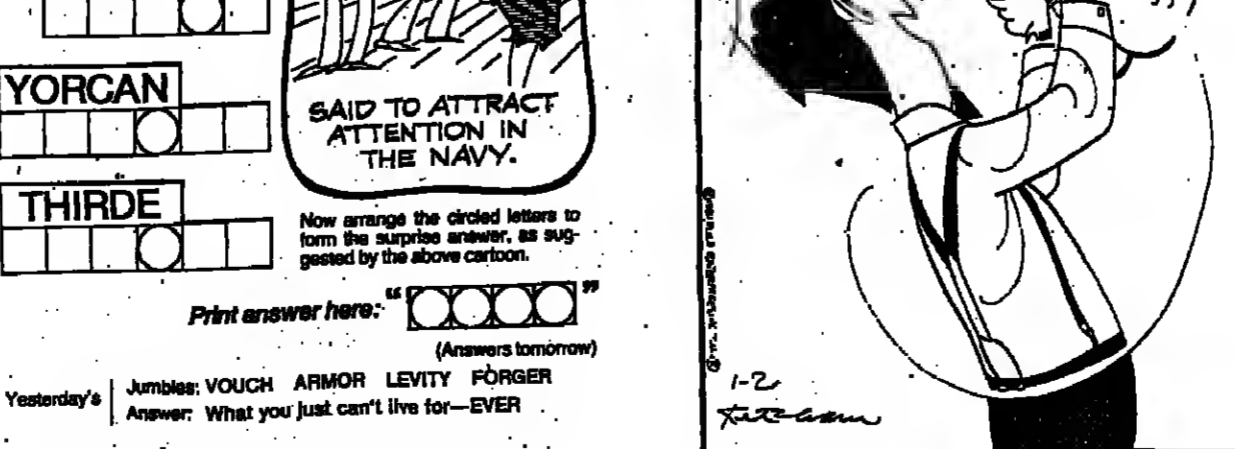 YORCAN
SAID TO ATTRACT
ATTENTION IN
THE NAVY.
THIRDE
Now arrange the circled letters to
form the surprise answer, as sug-
gested by the above cartoon.
Print answer here: " "
(Answers tomorrow)
Yesterday's
Jumbles: VOUCH ARMOR LEVITY FORGER
Answer: What you just can't live for—EVER
1-2